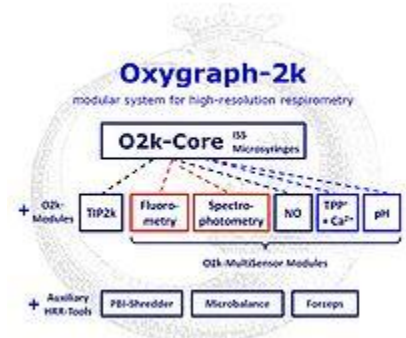 Oxygraph-2k
modular system for high-resolution respirometry
O2k-Core ISS
Microsyringes
+ O2k-
Modules
TIP2k
Fluoro-
metry
Spectro-
photometry
NO
TPP⁺
+ Ca²⁺
pH
O2k-MultiSensor Modules
+ Auxiliary
HRR-Tools
PBI-Shredder
Microbalance
Forceps